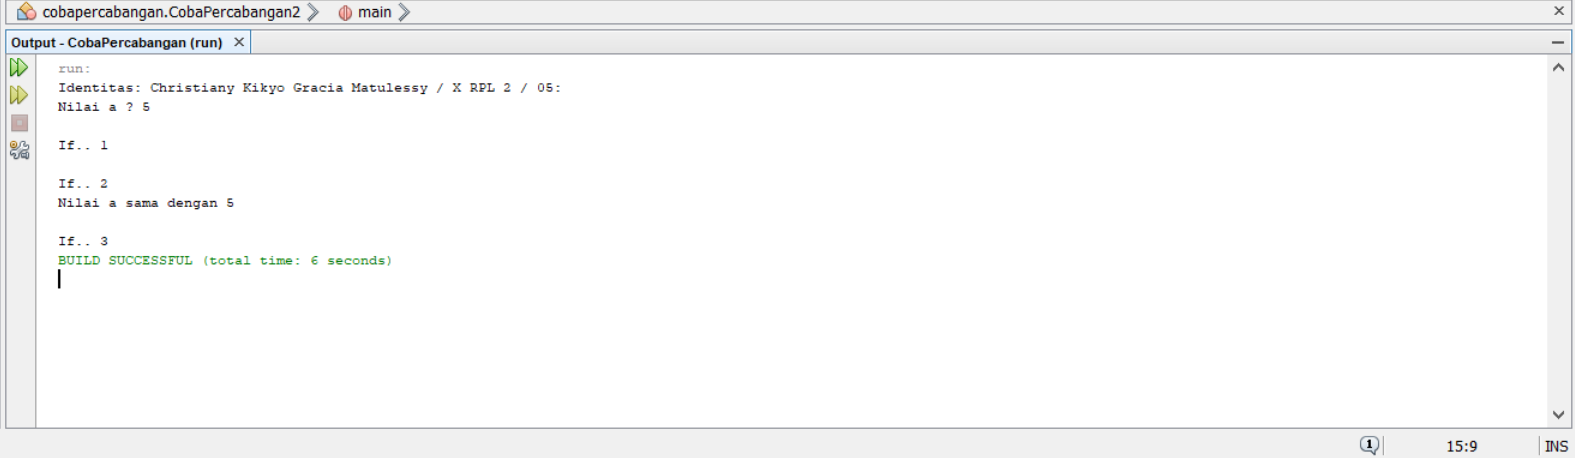 cobapercabangan.CobaPercabangan2 main
Output - CobaPercabangan (run)
run:
Identitas: Christiany Kikyo Gracia Matulessy / X RPL 2 / 05:
Nilai a ? 5
If.. 1
If.. 2
Nilai a sama dengan 5
If.. 3
BUILD SUCCESSFUL (total time: 6 seconds)
1 15:9 INS